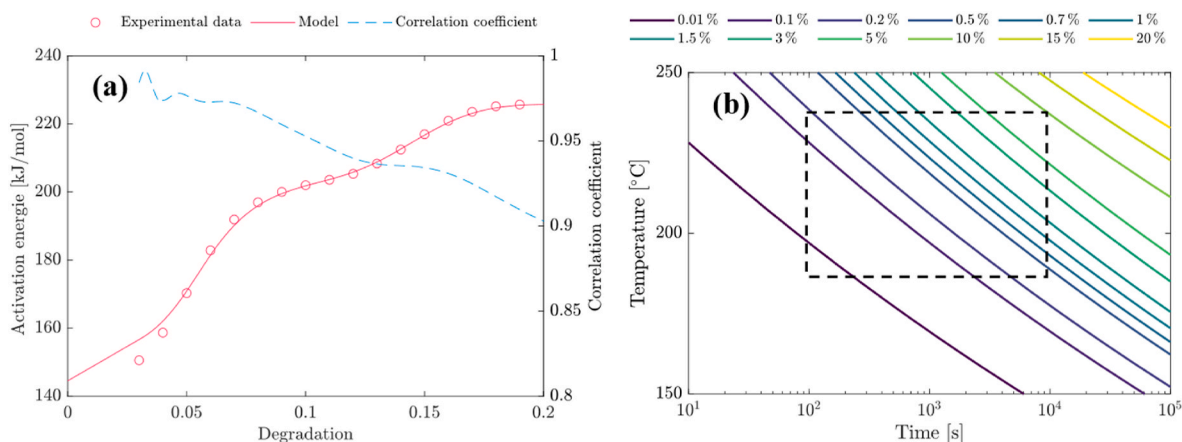 Experimental data Model Correlation coefficient
(a)
Activation energie [kJ/mol]
240
220
200
180
160
140
0 0.05 0.1 0.15 0.2
Degradation
1
0.95
0.9
0.85
0.8
Correlation coefficient
0.01 % 0.1 % 0.2 % 0.5 % 0.7 % 1 %
1.5 % 3 % 5 % 10 % 15 % 20 %
(b)
Temperature [°C]
250
200
150
10^1 10^2 10^3 10^4 10^5
Time [s]